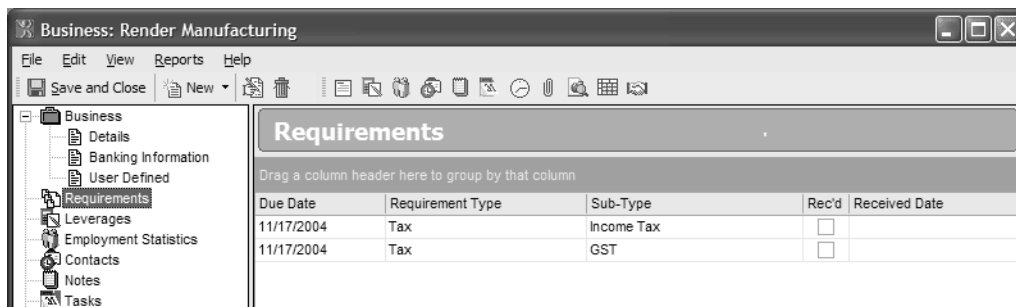 Business: Render Manufacturing
File Edit View Reports Help
Save and Close New
Business
Details
Banking Information
User Defined
Requirements
Leverages
Employment Statistics
Contacts
Notes
Tasks
Requirements
Drag a column header here to group by that column
Due Date Requirement Type Sub-Type Rec'd Received Date
11/17/2004 Tax Income Tax
11/17/2004 Tax GST